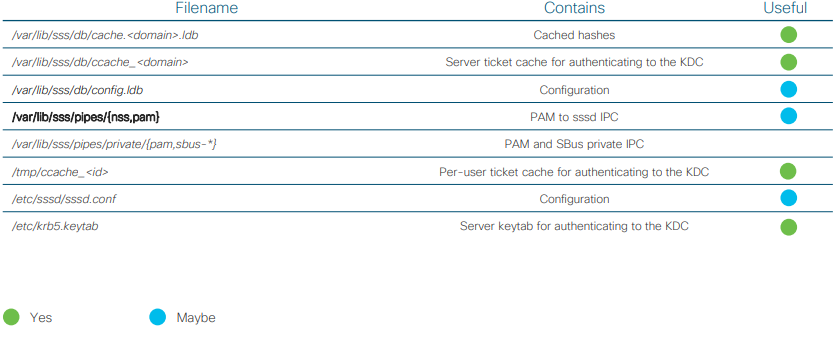 Filename Contains Useful
/var/lib/sss/db/cache.<domain>.ldb Cached hashes
/var/lib/sss/db/ccache_<domain> Server ticket cache for authenticating to the KDC
/var/lib/sss/db/config.ldb Configuration
/var/lib/sss/pipes/{nss,pam} PAM to sssd IPC
/var/lib/sss/pipes/private/{pam,sbus-*} PAM and SBus private IPC
/tmp/ccache_<id> Per-user ticket cache for authenticating to the KDC
/etc/sssd/sssd.conf Configuration
/etc/krb5.keytab Server keytab for authenticating to the KDC
Yes Maybe